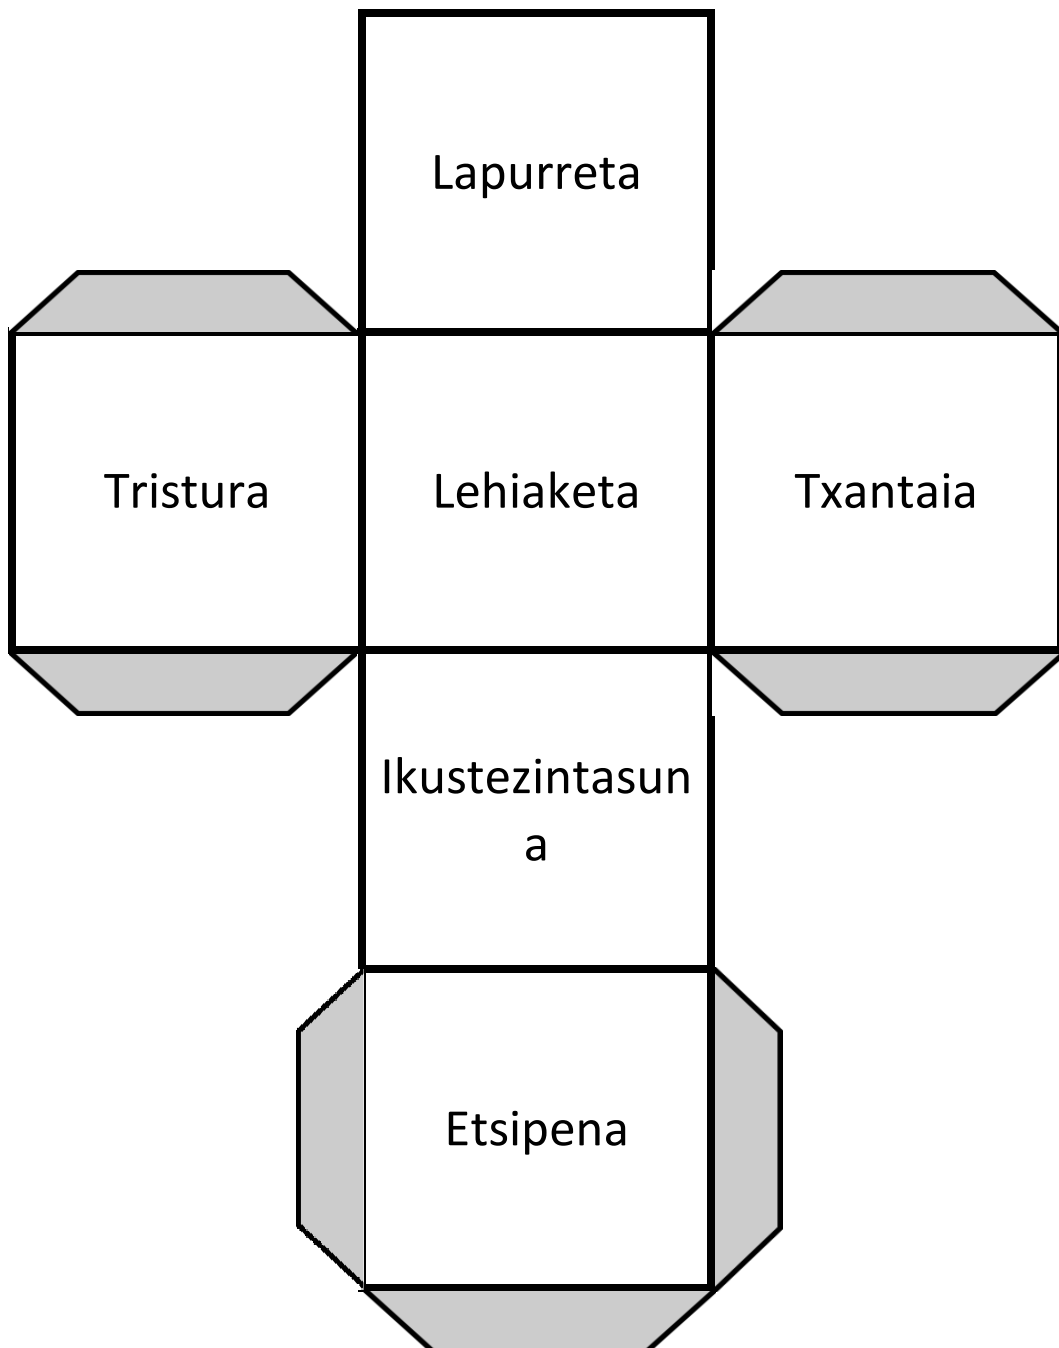 Lapurreta
Tristura
Lehiaketa
Txantaia
Ikustezintasun
a
Etsipena